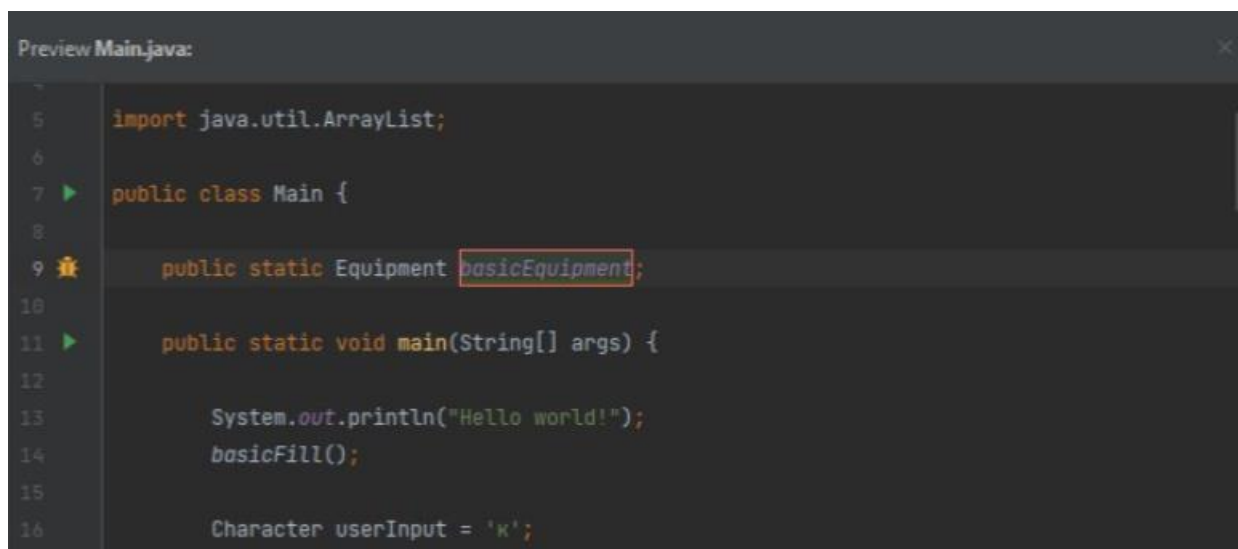 Preview Main.java:
5 import java.util.ArrayList;
6
7 public class Main {
8
9 public static Equipment basicEquipment;
10
11 public static void main(String[] args) {
12
13 System.out.println("Hello world!");
14 basicFill();
15
16 Character userInput = 'к';